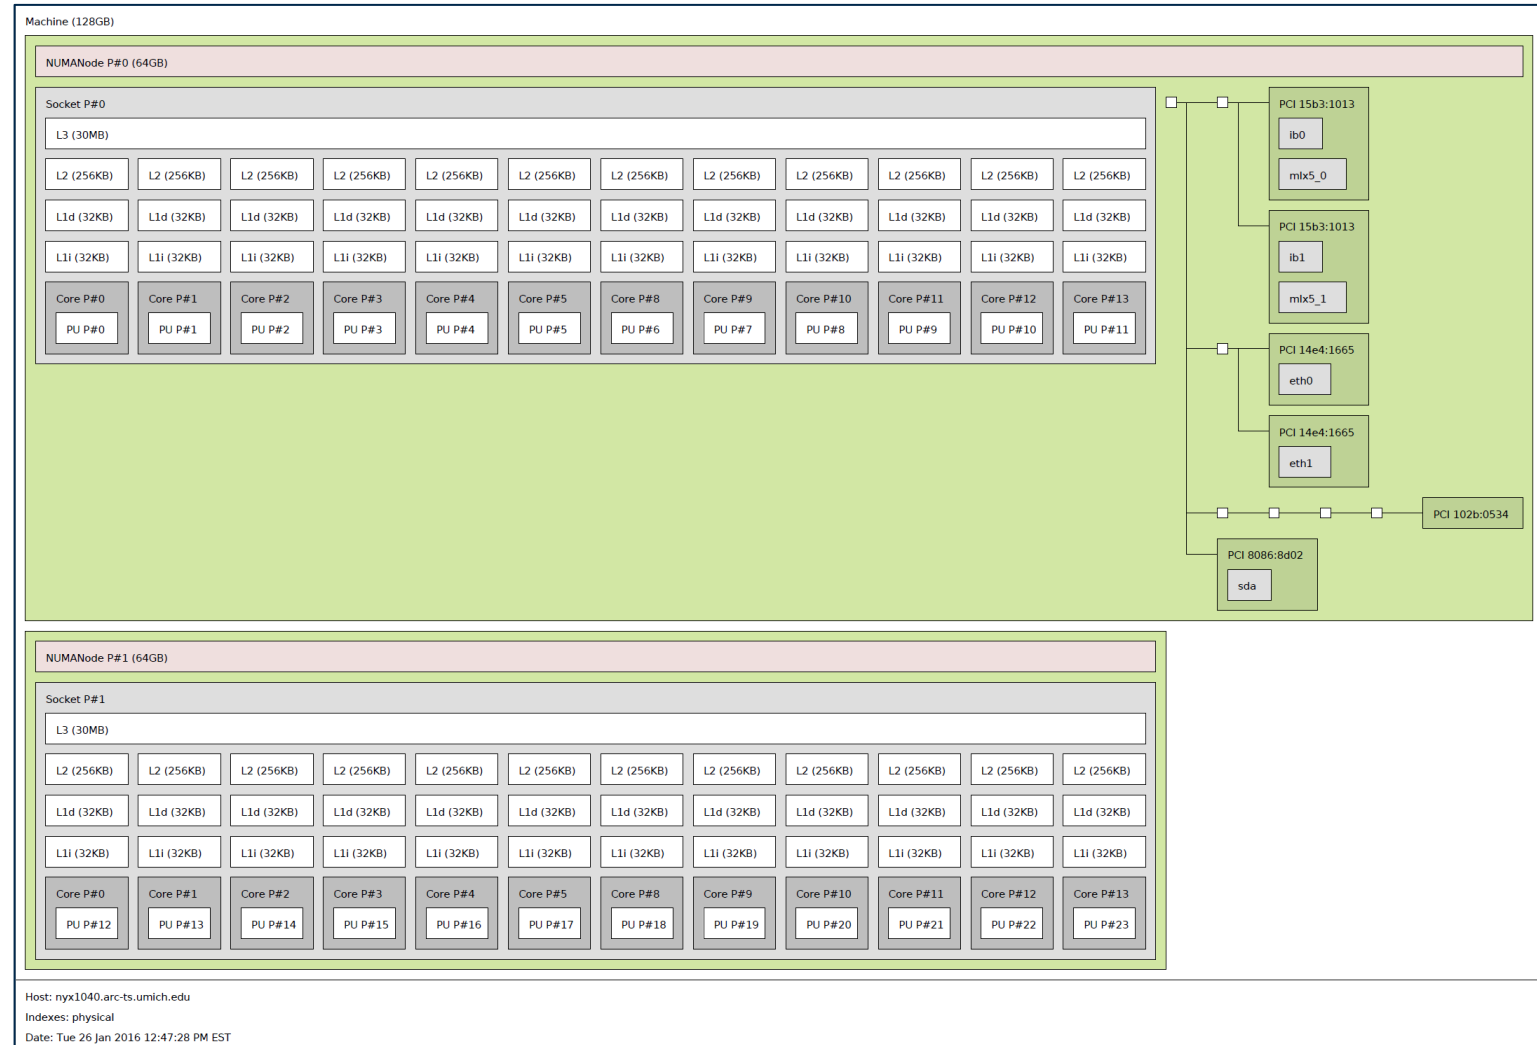 Machine (128GB)
NUMANode P#0 (64GB)
Socket P#0
L3 (30MB)
L2 (256KB) L2 (256KB) L2 (256KB) L2 (256KB) L2 (256KB) L2 (256KB) L2 (256KB) L2 (256KB) L2 (256KB) L2 (256KB) L2 (256KB) L2 (256KB)
L1d (32KB) L1d (32KB) L1d (32KB) L1d (32KB) L1d (32KB) L1d (32KB) L1d (32KB) L1d (32KB) L1d (32KB) L1d (32KB) L1d (32KB) L1d (32KB)
L1i (32KB) L1i (32KB) L1i (32KB) L1i (32KB) L1i (32KB) L1i (32KB) L1i (32KB) L1i (32KB) L1i (32KB) L1i (32KB) L1i (32KB) L1i (32KB)
Core P#0 Core P#1 Core P#2 Core P#3 Core P#4 Core P#5 Core P#8 Core P#9 Core P#10 Core P#11 Core P#12 Core P#13
PU P#0 PU P#1 PU P#2 PU P#3 PU P#4 PU P#5 PU P#6 PU P#7 PU P#8 PU P#9 PU P#10 PU P#11
PCI 15b3:1013
ib0
mlx5_0
PCI 15b3:1013
ib1
mlx5_1
PCI 14e4:1665
eth0
PCI 14e4:1665
eth1
PCI 102b:0534
PCI 8086:8d02
sda
NUMANode P#1 (64GB)
Socket P#1
L3 (30MB)
L2 (256KB) L2 (256KB) L2 (256KB) L2 (256KB) L2 (256KB) L2 (256KB) L2 (256KB) L2 (256KB) L2 (256KB) L2 (256KB) L2 (256KB) L2 (256KB)
L1d (32KB) L1d (32KB) L1d (32KB) L1d (32KB) L1d (32KB) L1d (32KB) L1d (32KB) L1d (32KB) L1d (32KB) L1d (32KB) L1d (32KB) L1d (32KB)
L1i (32KB) L1i (32KB) L1i (32KB) L1i (32KB) L1i (32KB) L1i (32KB) L1i (32KB) L1i (32KB) L1i (32KB) L1i (32KB) L1i (32KB) L1i (32KB)
Core P#0 Core P#1 Core P#2 Core P#3 Core P#4 Core P#5 Core P#8 Core P#9 Core P#10 Core P#11 Core P#12 Core P#13
PU P#12 PU P#13 PU P#14 PU P#15 PU P#16 PU P#17 PU P#18 PU P#19 PU P#20 PU P#21 PU P#22 PU P#23
Host: nyx1040.arc-ts.umich.edu
Indexes: physical
Date: Tue 26 Jan 2016 12:47:28 PM EST